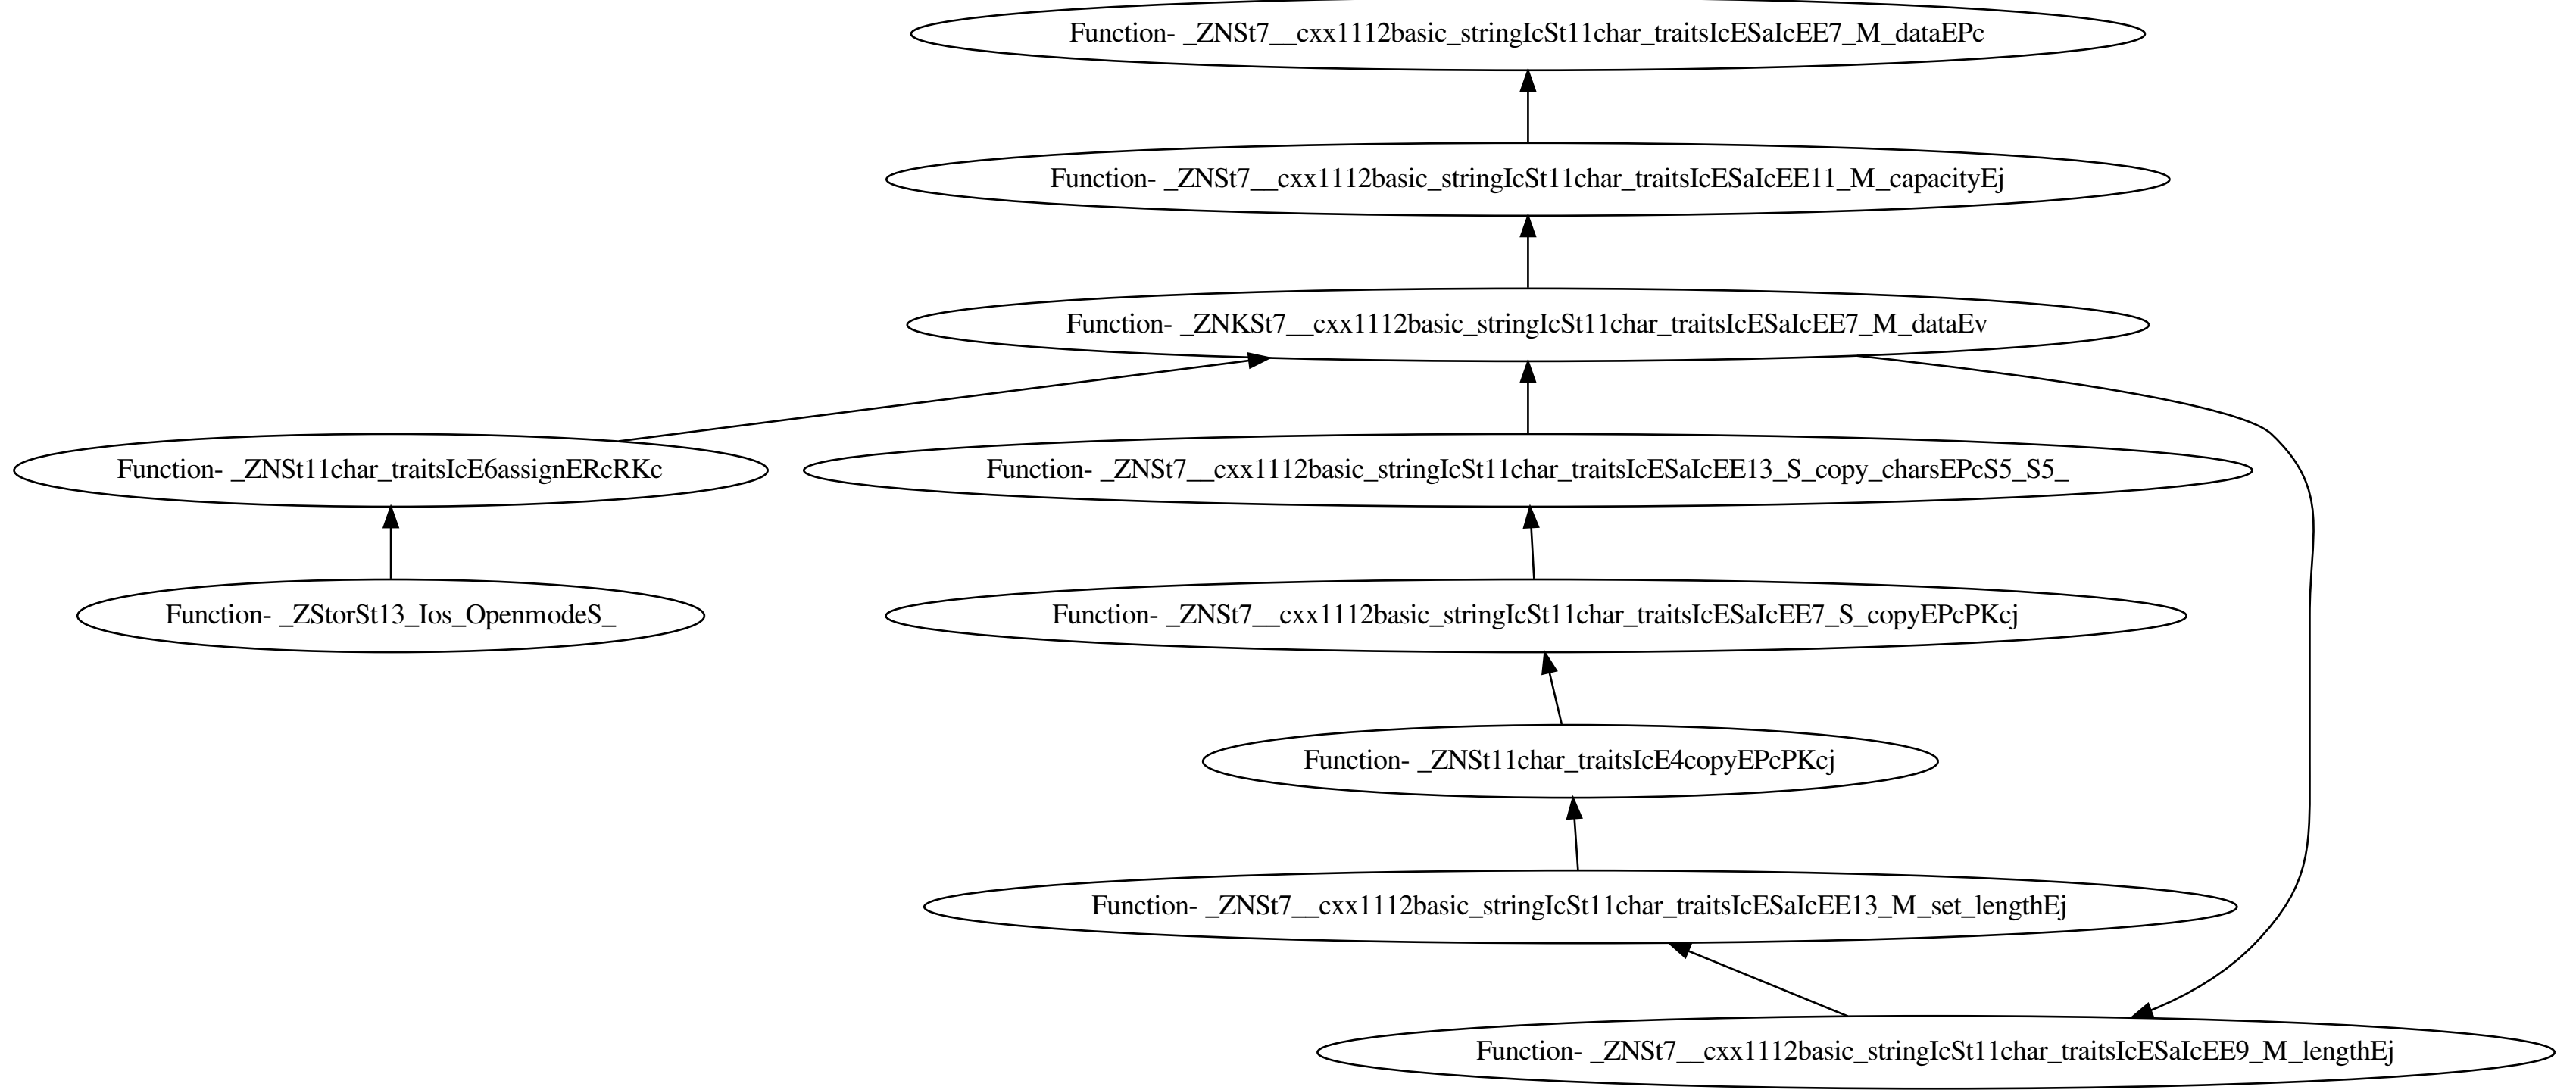 Function- _ZNSt7__cxx1112basic_stringIcSt11char_traitsIcESaIcEE7_M_dataEPc
Function- _ZNSt7__cxx1112basic_stringIcSt11char_traitsIcESaIcEE11_M_capacityEj
Function- _ZNKSt7__cxx1112basic_stringIcSt11char_traitsIcESaIcEE7_M_dataEv
Function- _ZNSt11char_traitsIcE6assignERcRKc
Function- _ZNSt7__cxx1112basic_stringIcSt11char_traitsIcESaIcEE13_S_copy_charsEPcS5_S5_
Function- _ZStorSt13_Ios_OpenmodeS_
Function- _ZNSt7__cxx1112basic_stringIcSt11char_traitsIcESaIcEE7_S_copyEPcPKcj
Function- _ZNSt11char_traitsIcE4copyEPcPKcj
Function- _ZNSt7__cxx1112basic_stringIcSt11char_traitsIcESaIcEE13_M_set_lengthEj
Function- _ZNSt7__cxx1112basic_stringIcSt11char_traitsIcESaIcEE9_M_lengthEj